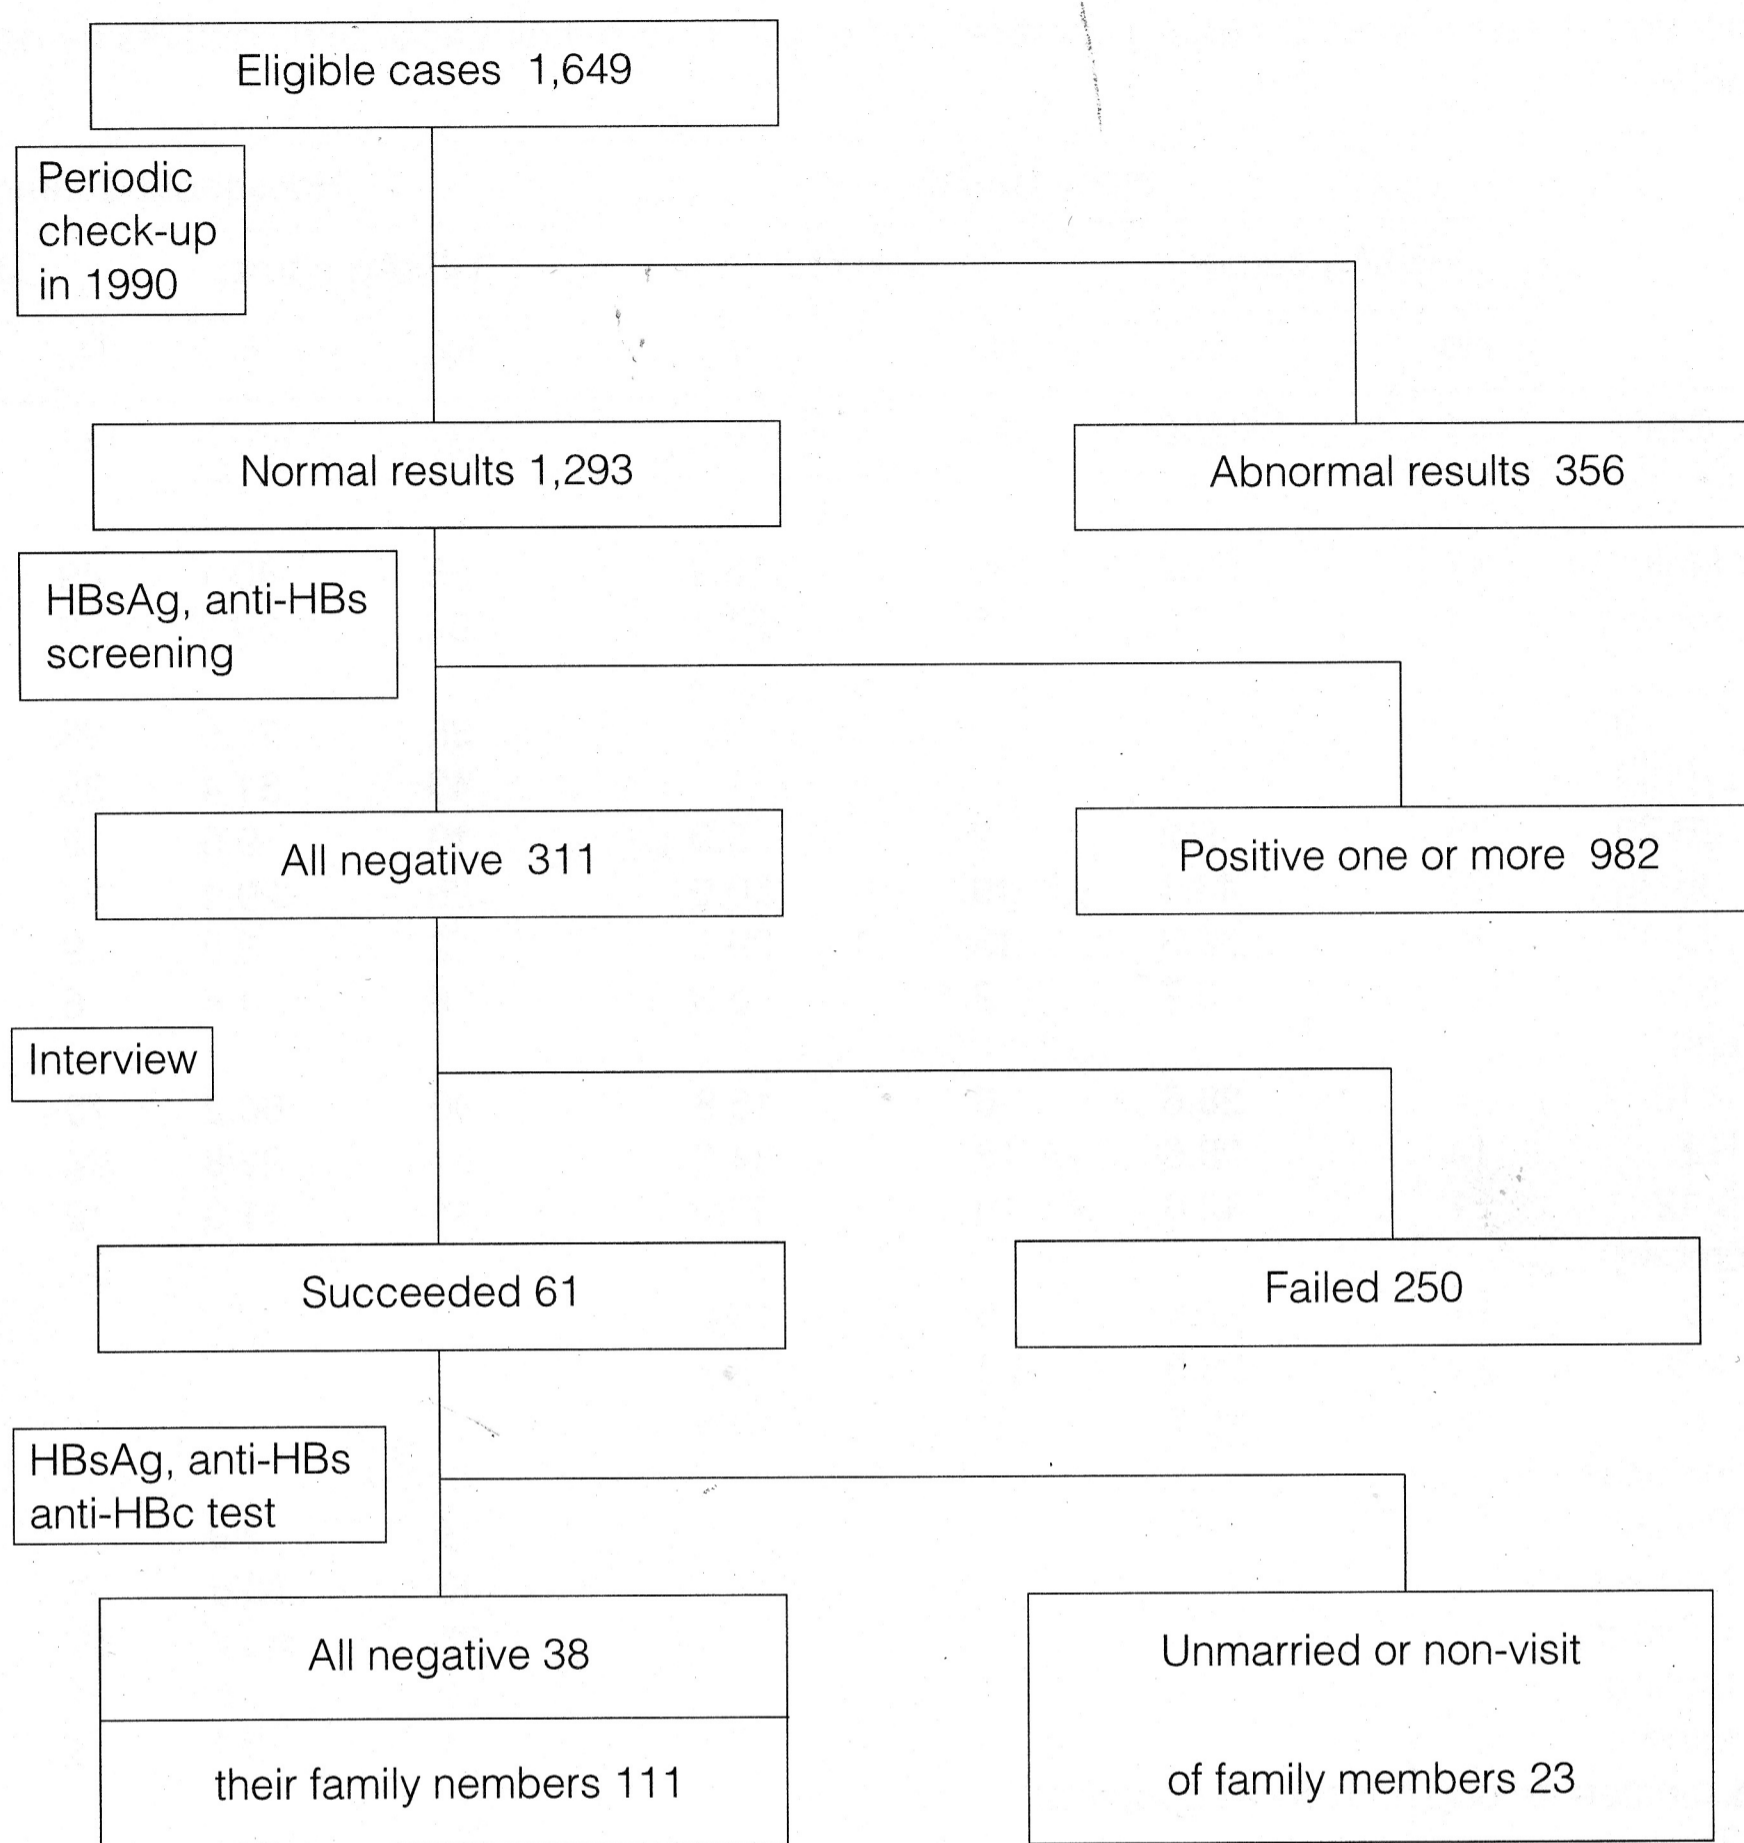 Eligible cases 1,649
Periodic
check-up
in 1990
Normal results 1,293
Abnormal results 356
HBsAg, anti-HBs
screening
All negative 311
Positive one or more 982
Interview
Succeeded 61
Failed 250
HBsAg, anti-HBs
anti-HBc test
All negative 38
their family nembers 111
Unmarried or non-visit
of family members 23